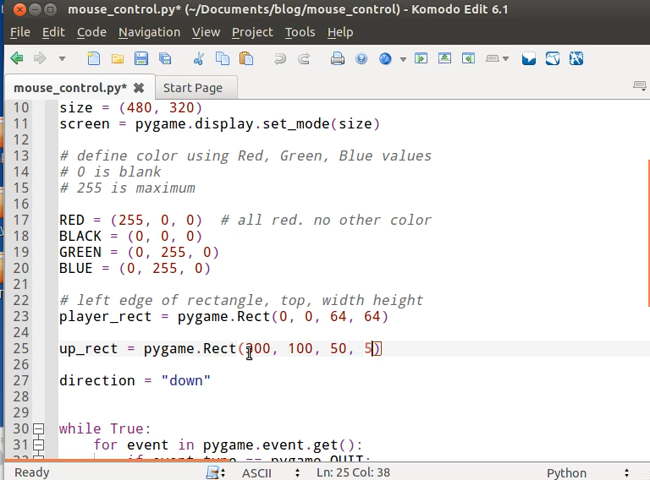 mouse_control.py* (~/Documents/blog/mouse_control) - Komodo Edit 6.1
File Edit Code Navigation View Project Tools Help
mouse_control.py* Start Page
10 size = (480, 320)
11 screen = pygame.display.set_mode(size)
12
13 # define color using Red, Green, Blue values
14 # 0 is blank
15 # 255 is maximum
16
17 RED = (255, 0, 0)  # all red. no other color
18 BLACK = (0, 0, 0)
19 GREEN = (0, 255, 0)
20 BLUE = (0, 255, 0)
21
22 # left edge of rectangle, top, width height
23 player_rect = pygame.Rect(0, 0, 64, 64)
24
25 up_rect = pygame.Rect(300, 100, 50, 5)
26
27 direction = "down"
28
29
30 while True:
31 for event in pygame.event.get():
if event.type == pygame.QUIT:
Ready ASCII Ln: 25 Col: 38 Python